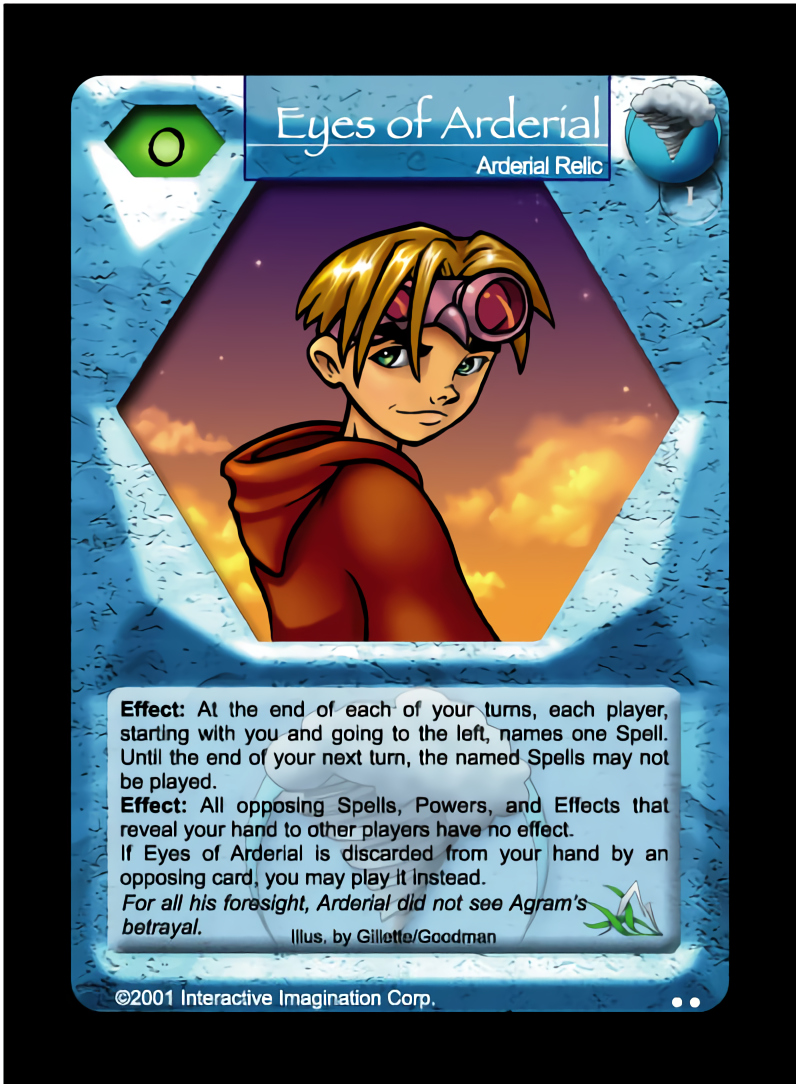 0
Eyes of Arderial
Arderial Relic
I
Effect: At the end of each of your turns, each player,
starting with you and going to the left, names one Spell.
Until the end of your next turn, the named Spells may not
be played.
Effect: All opposing Spells, Powers, and Effects that
reveal your hand to other players have no effect.
If Eyes of Arderial is discarded from your hand by an
opposing card, you may play it instead.
For all his foresight, Arderial did not see Agram's
betrayal.
Illus. by Gillette/Goodman
©2001 Interactive Imagination Corp.